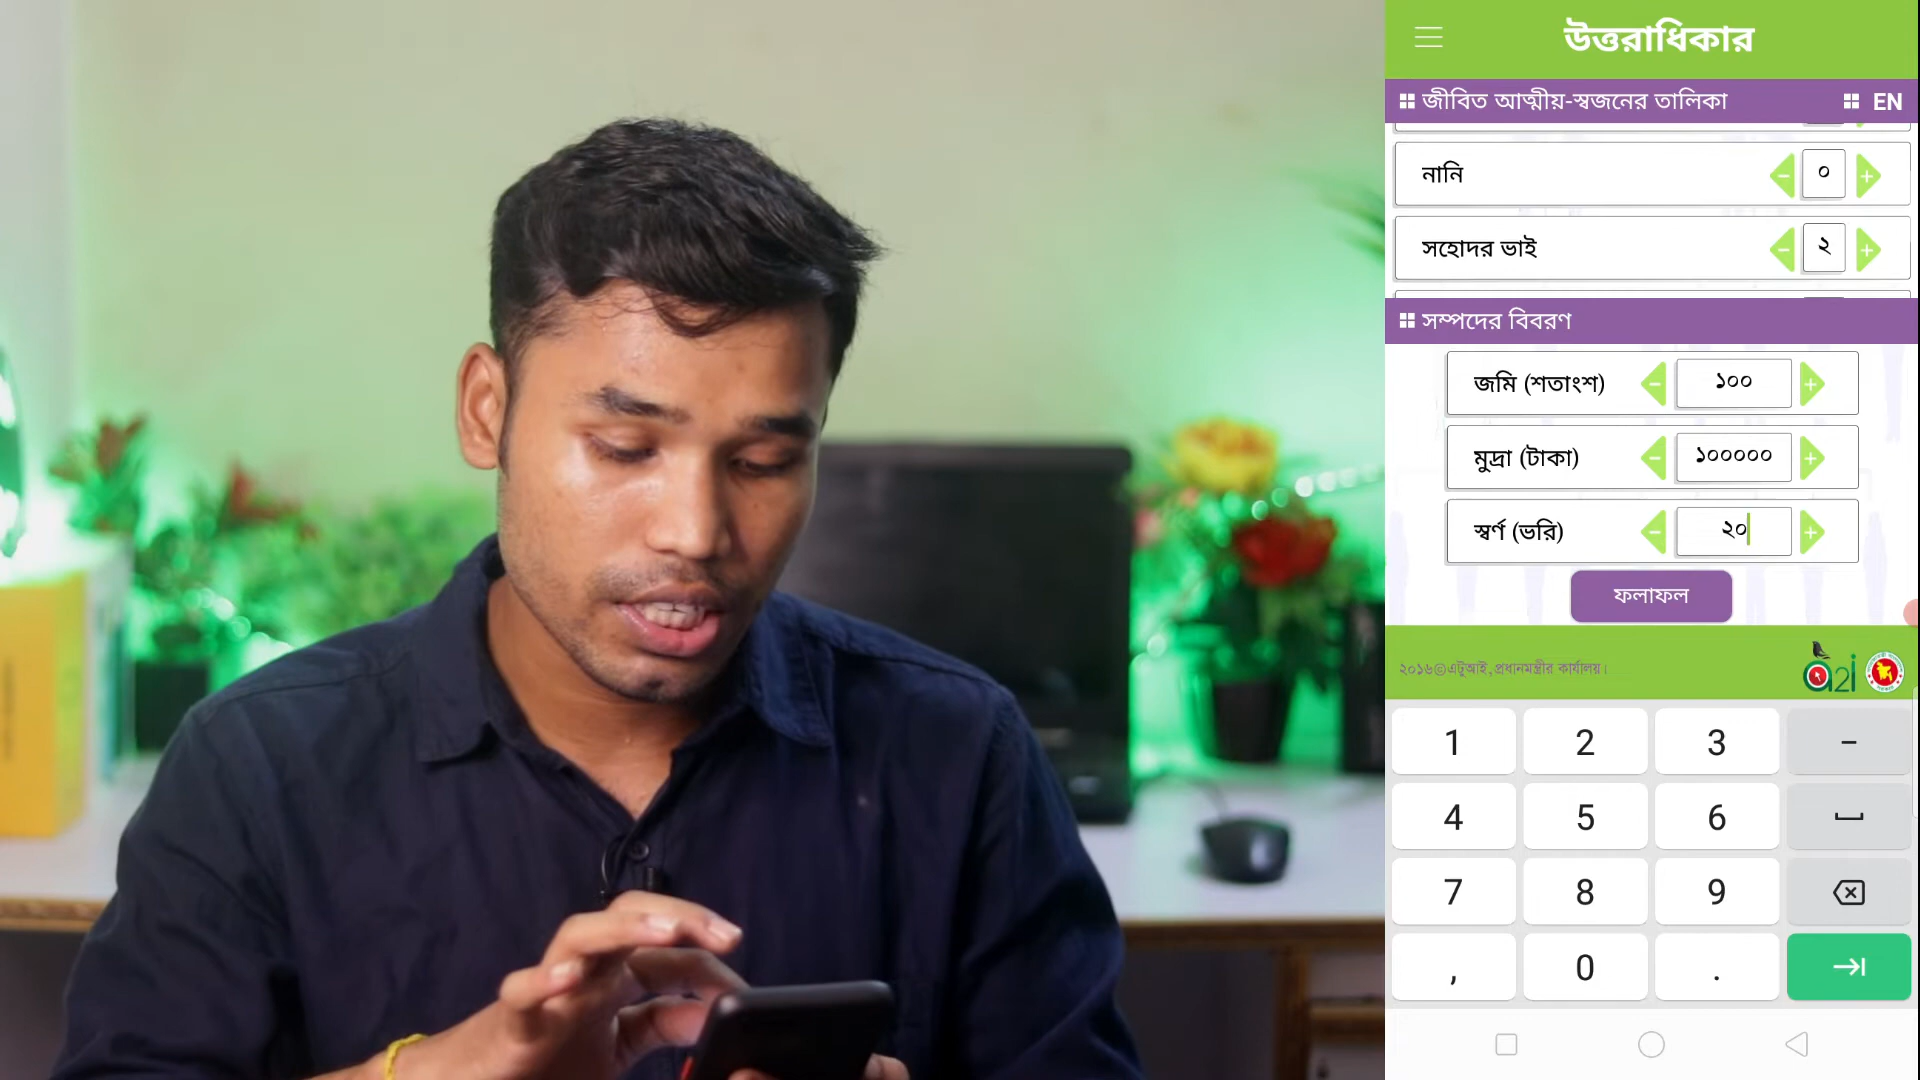 উত্তরাধিকার
জীবিত আত্মীয়-স্বজনের তালিকা EN
নানি - ০ +
সহোদর ভাই - ২ +
সম্পদের বিবরণ
জমি (শতাংশ) - ১০০ +
মুদ্রা (টাকা) - ১০০০০০ +
স্বর্ণ (ভরি) - ২০ +
ফলাফল
২০১৬©এটুআই, প্রধানমন্ত্রীর কার্যালয়। a2i
1 2 3 -
4 5 6
7 8 9
, 0 .